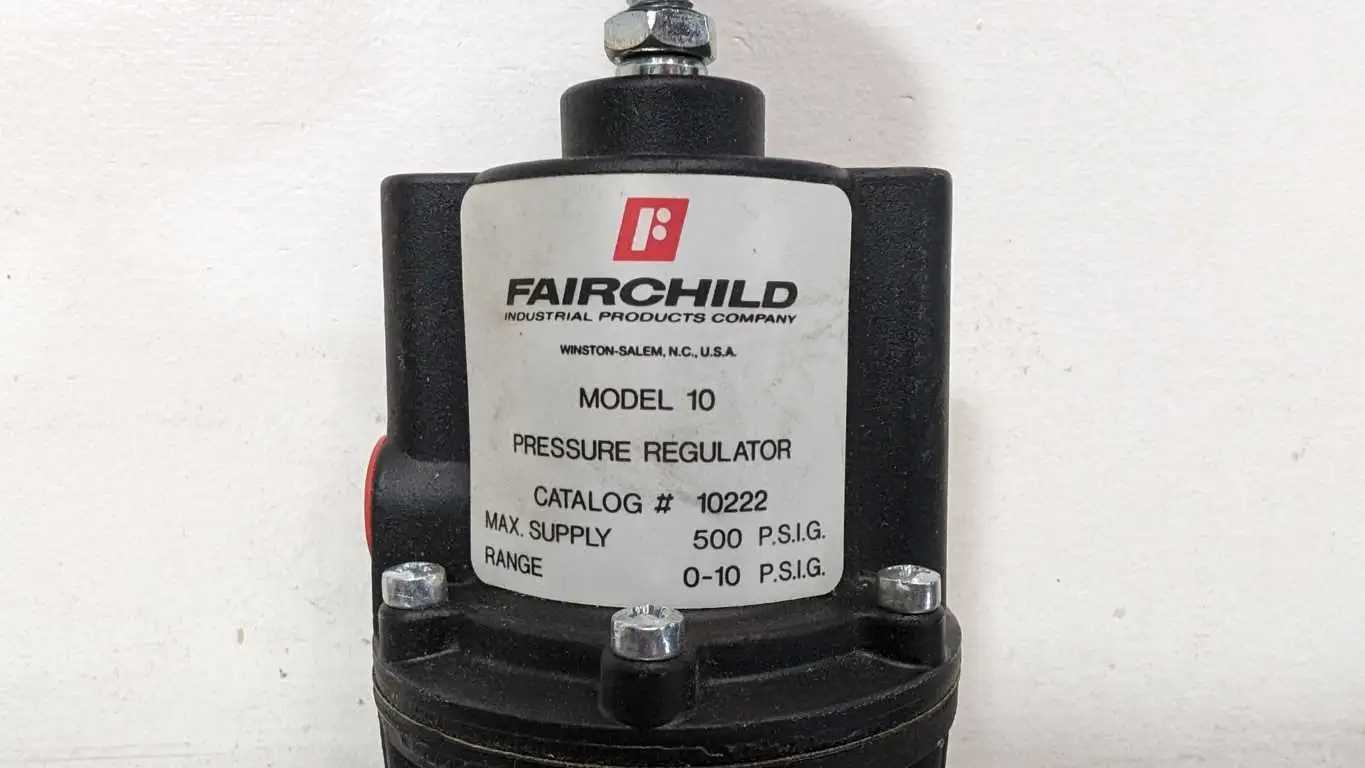 FAIRCHILD
INDUSTRIAL PRODUCTS COMPANY
WINSTON-SALEM, N.C., U.S.A.
MODEL 10
PRESSURE REGULATOR
CATALOG # 10222
MAX. SUPPLY 500 P.S.I.G.
RANGE 0-10 P.S.I.G.